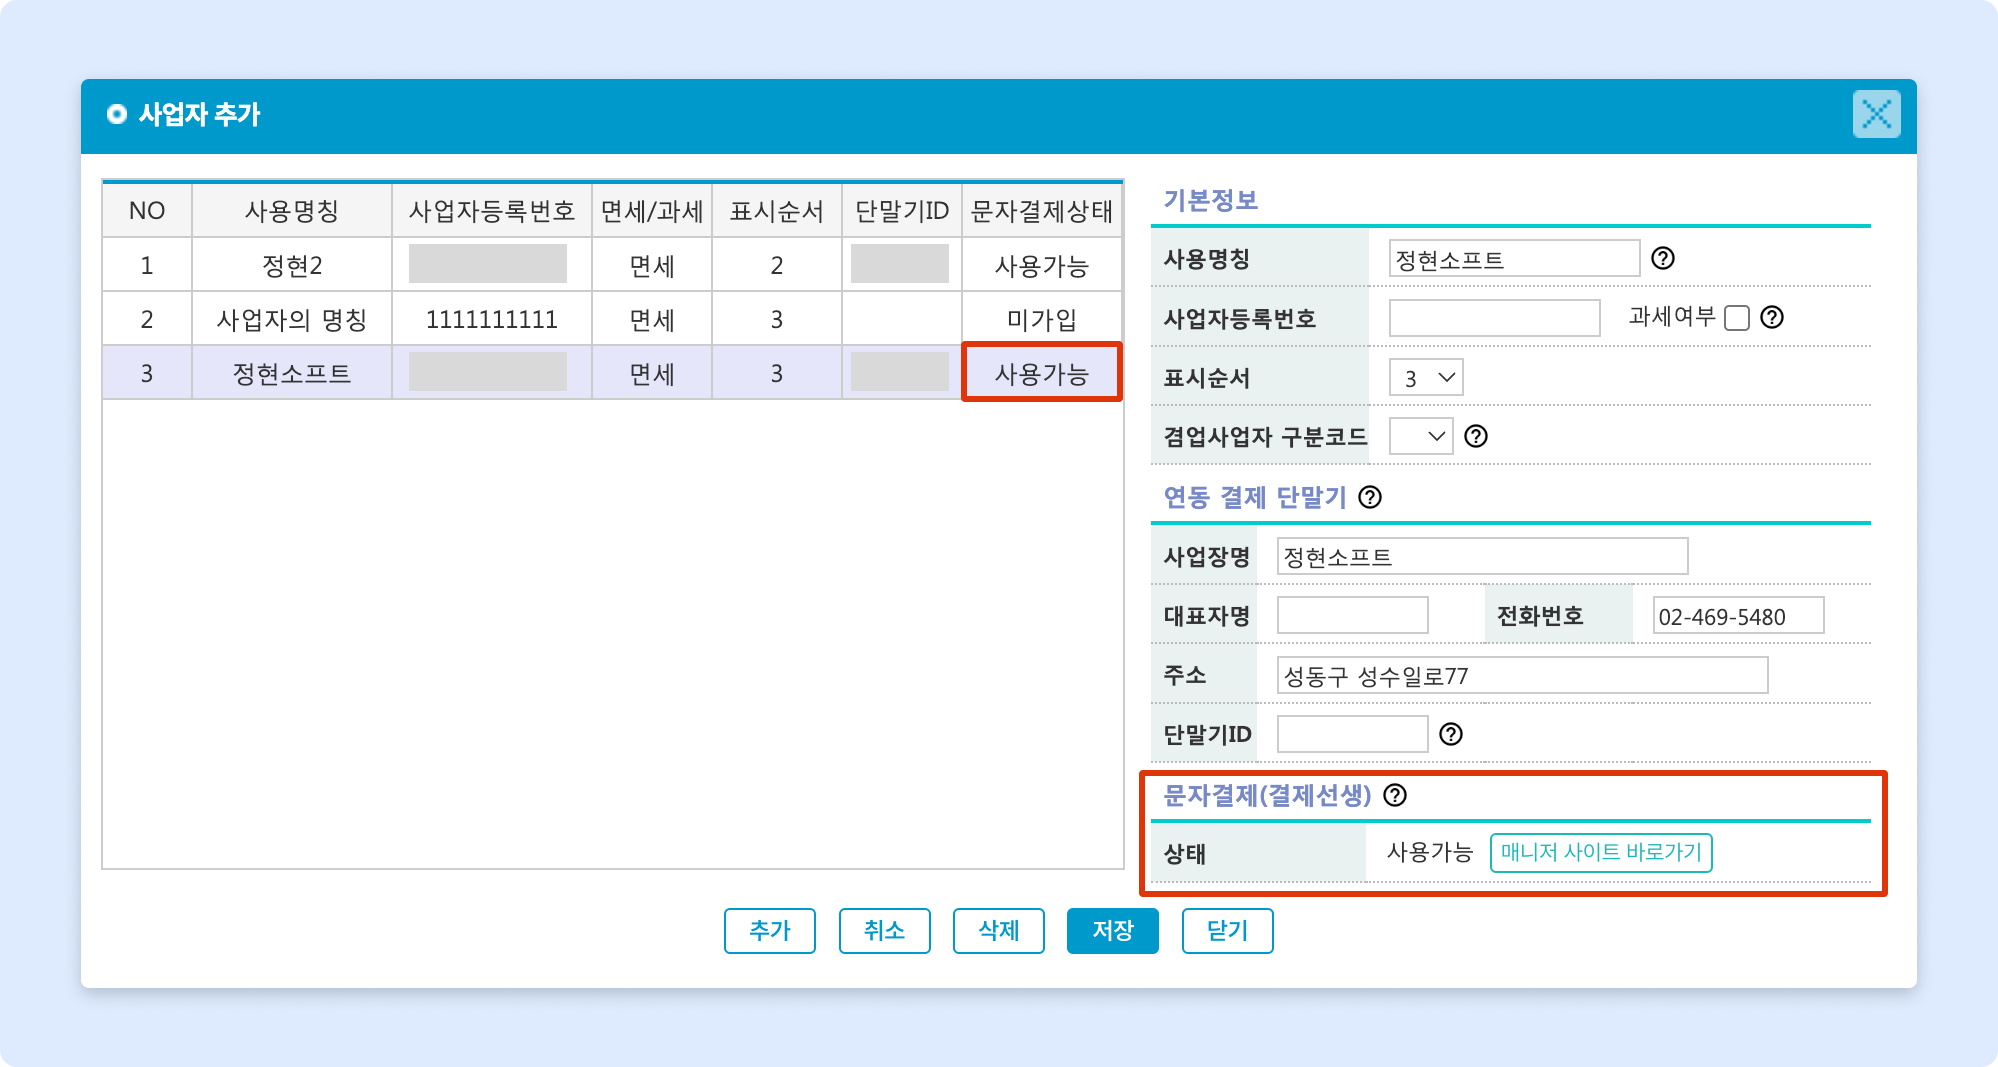 사업자 추가
NO 사용명칭 사업자등록번호 면세/과세 표시순서 단말기ID 문자결제상태
1 정현2 면세 2 사용가능
2 사업자의 명칭 1111111111 면세 3 미가입
3 정현소프트 면세 3 사용가능
기본정보
사용명칭 정현소프트
사업자등록번호 과세여부
표시순서 3
겸업사업자 구분코드
연동 결제 단말기
사업장명 정현소프트
대표자명 전화번호 02-469-5480
주소 성동구 성수일로77
단말기ID
문자결제(결제선생)
상태 사용가능 매니저 사이트 바로가기
추가 취소 삭제 저장 닫기